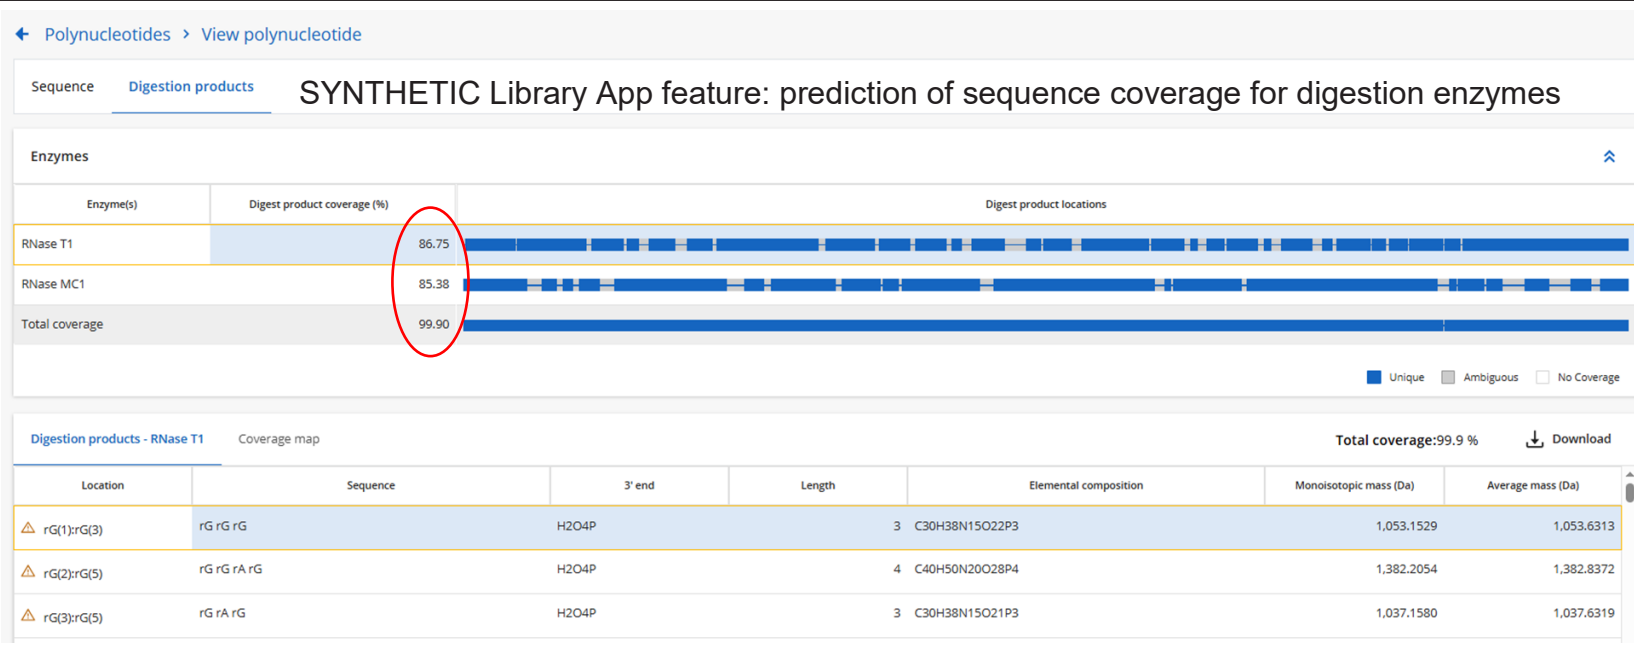 Polynucleotides > View polynucleotide
Sequence Digestion products SYNTHETIC Library App feature: prediction of sequence coverage for digestion enzymes
Enzymes
Enzyme(s) Digest product coverage (%) Digest product locations
RNase T1 86.75
RNase MC1 85.38
Total coverage 99.90
Unique Ambiguous No Coverage
Digestion products - RNase T1 Coverage map Total coverage:99.9 % Download
Location Sequence 3' end Length Elemental composition Monoisotopic mass (Da) Average mass (Da)
rG(1):rG(3) rG rG rG H2O4P 3 C30H38N15O22P3 1,053.1529 1,053.6313
rG(2):rG(5) rG rG rA rG H2O4P 4 C40H50N20O28P4 1,382.2054 1,382.8372
rG(3):rG(5) rG rA rG H2O4P 3 C30H38N15O21P3 1,037.1580 1,037.6319